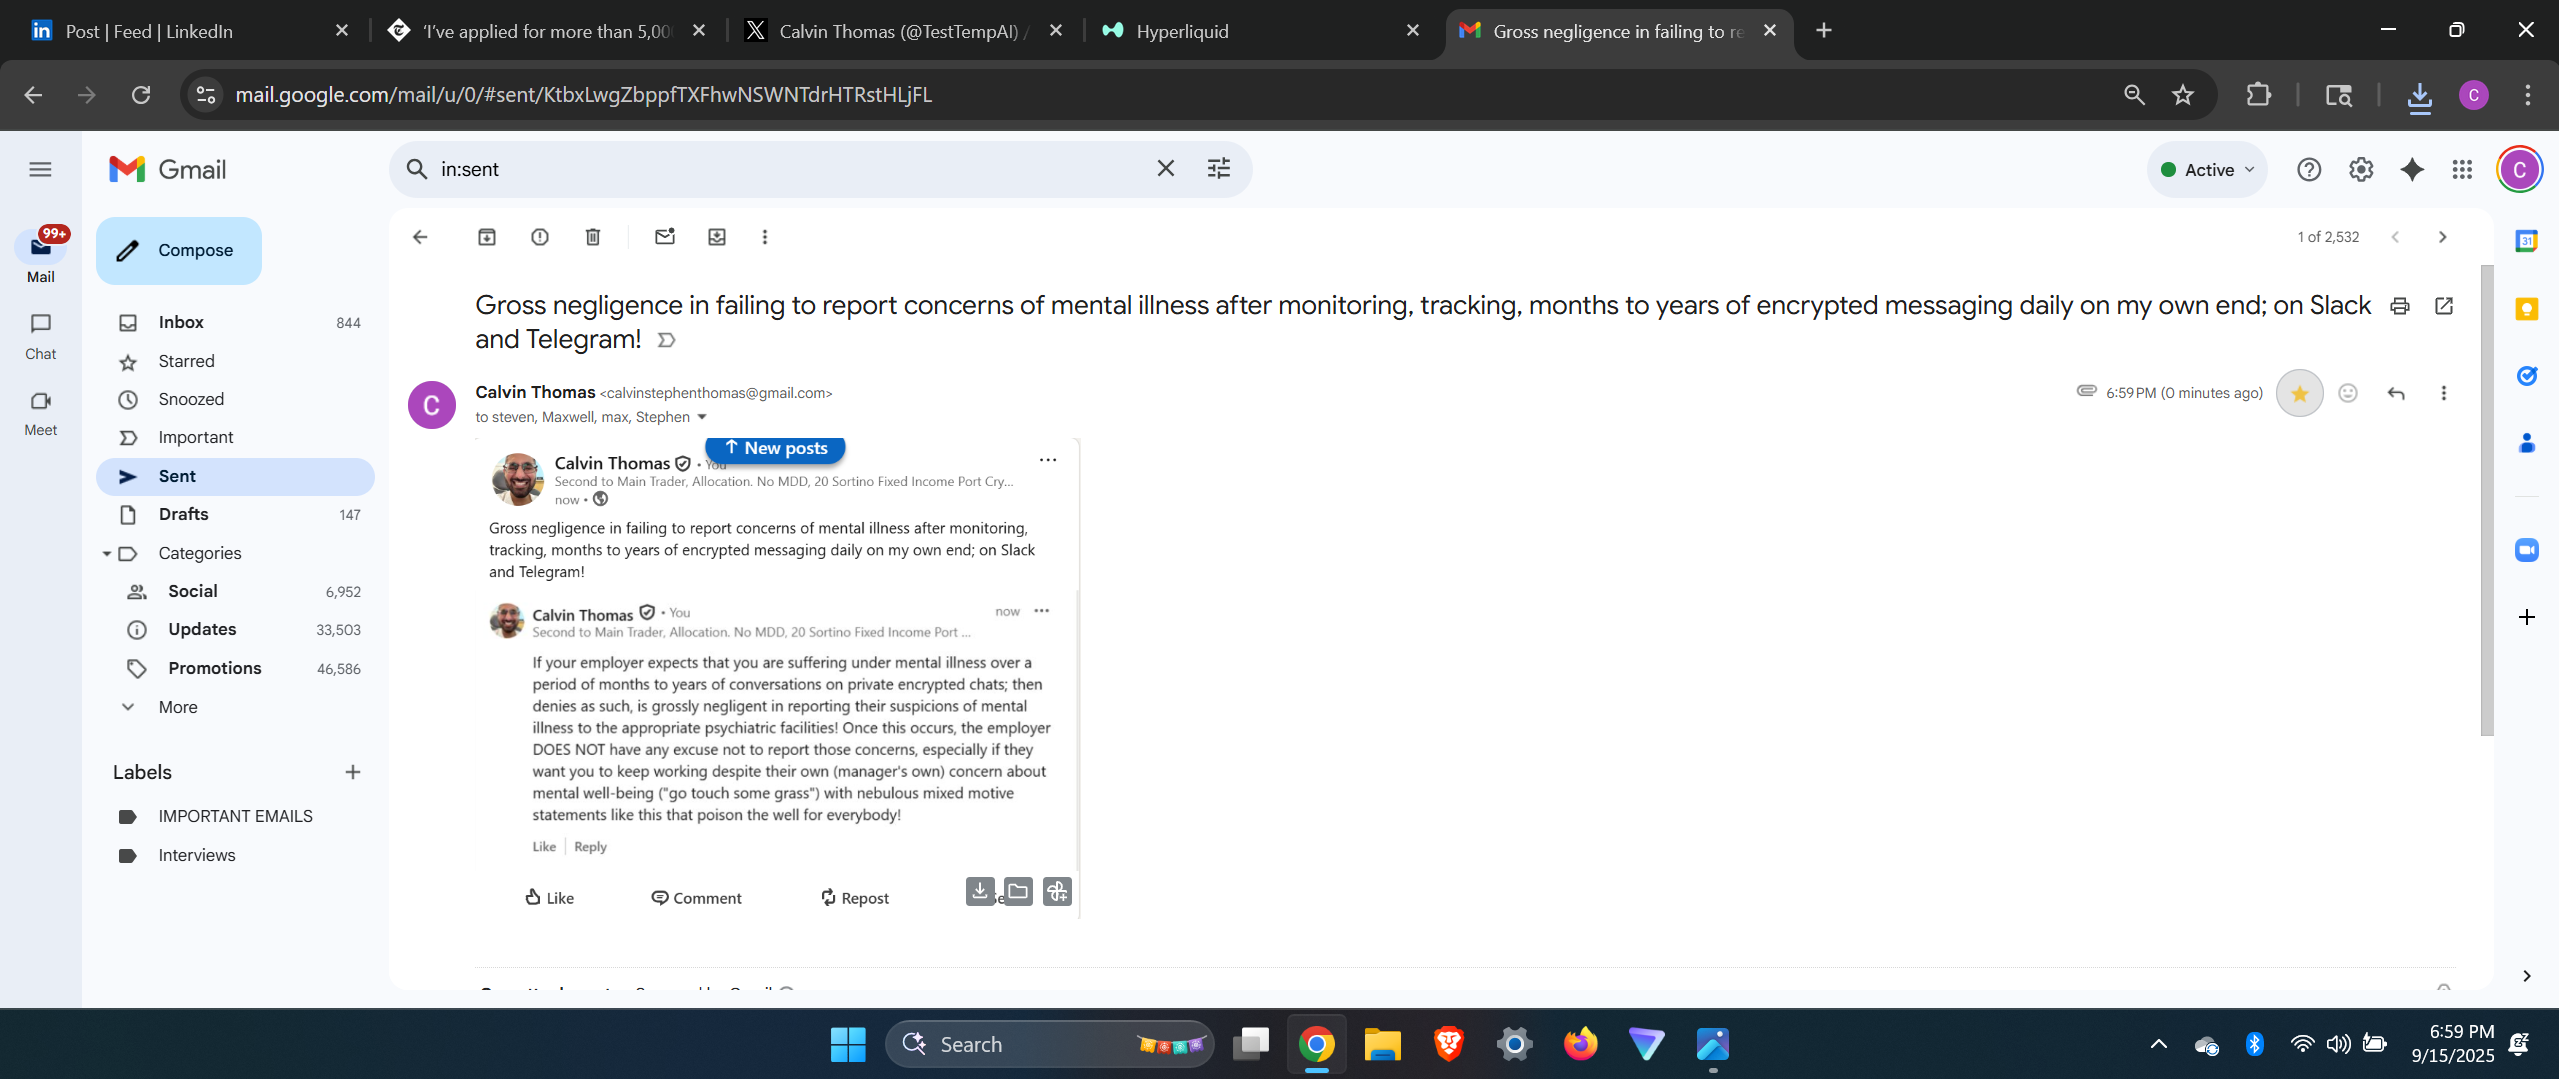 Post | Feed | LinkedIn
'I've applied for more than 5,000
Calvin Thomas (@TestTempAI) /
Hyperliquid
Gross negligence in failing to re
mail.google.com/mail/u/0/#sent/KtbxLwgZbppfTXFhwNSWNTdrHTRstHLjFL
C
Gmail
in:sent
Active
C
99+
Mail
Chat
Meet
Compose
Inbox 844
Starred
Snoozed
Important
Sent
Drafts 147
Categories
Social 6,952
Updates 33,503
Promotions 46,586
More
Labels
IMPORTANT EMAILS
Interviews
1 of 2,532
31
Gross negligence in failing to report concerns of mental illness after monitoring, tracking, months to years of encrypted messaging daily on my own end; on Slack
and Telegram!
C
Calvin Thomas <calvinstephenthomas@gmail.com>
6:59 PM (0 minutes ago)
to steven, Maxwell, max, Stephen
New posts
Calvin Thomas • You
Second to Main Trader, Allocation. No MDD, 20 Sortino Fixed Income Port Cry...
now •
Gross negligence in failing to report concerns of mental illness after monitoring,
tracking, months to years of encrypted messaging daily on my own end; on Slack
and Telegram!
Calvin Thomas • You
now
Second to Main Trader, Allocation. No MDD, 20 Sortino Fixed Income Port ...
If your employer expects that you are suffering under mental illness over a
period of months to years of conversations on private encrypted chats; then
denies as such, is grossly negligent in reporting their suspicions of mental
illness to the appropriate psychiatric facilities! Once this occurs, the employer
DOES NOT have any excuse not to report those concerns, especially if they
want you to keep working despite their own (manager's own) concern about
mental well-being ("go touch some grass") with nebulous mixed motive
statements like this that poison the well for everybody!
Like Reply
Like Comment Repost
Search
6:59 PM
9/15/2025